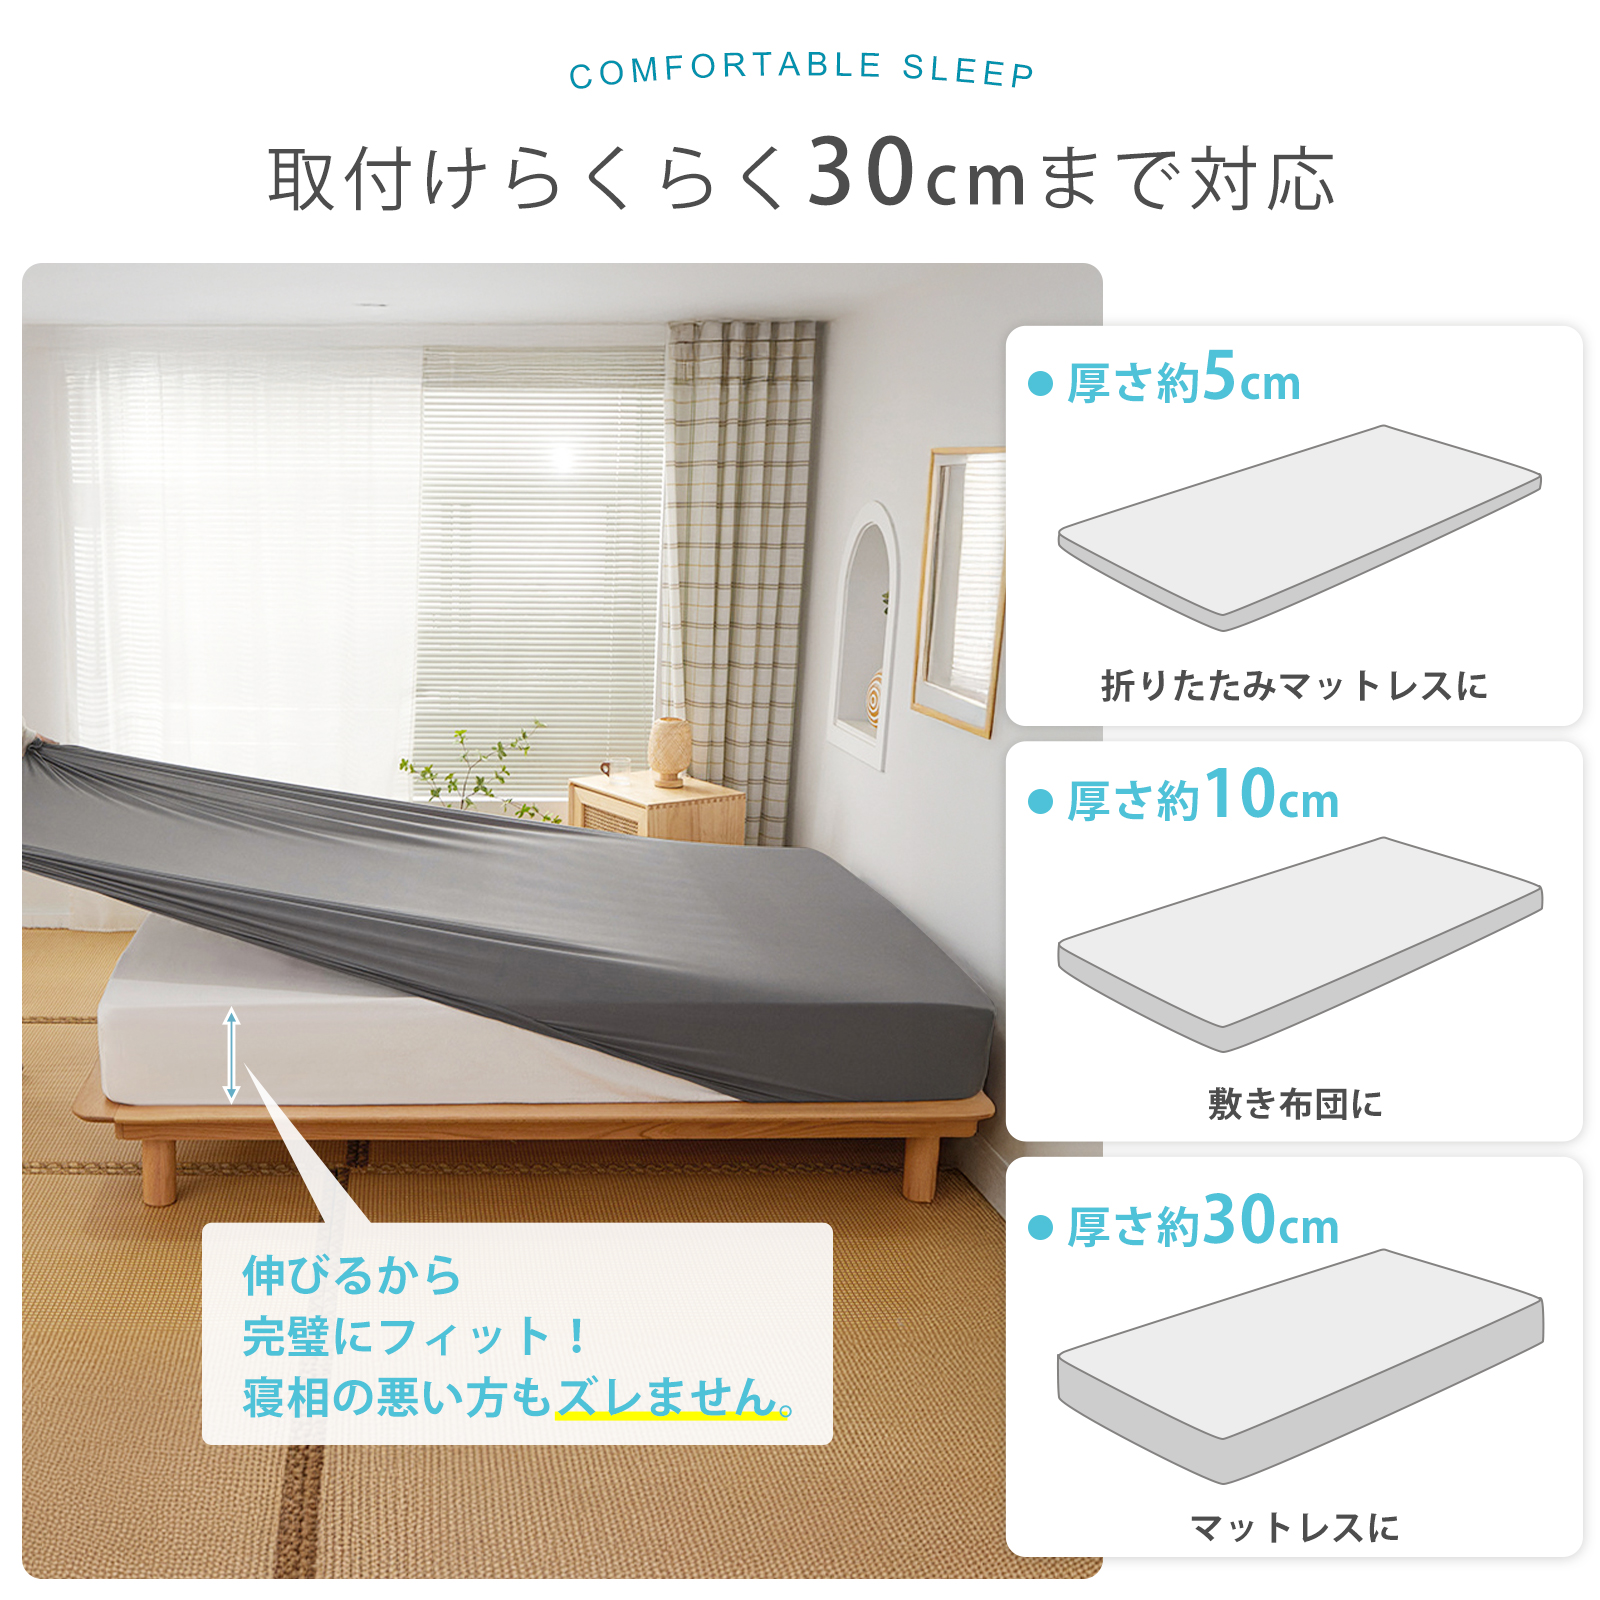 COMFORTABLE SLEEP
取付けらくらく30cmまで対応
● 厚さ約5cm
折りたたみマットレスに
● 厚さ約10cm
敷き布団に
● 厚さ約30cm
マットレスに
伸びるから
完璧にフィット！
寝相の悪い方もズレません。